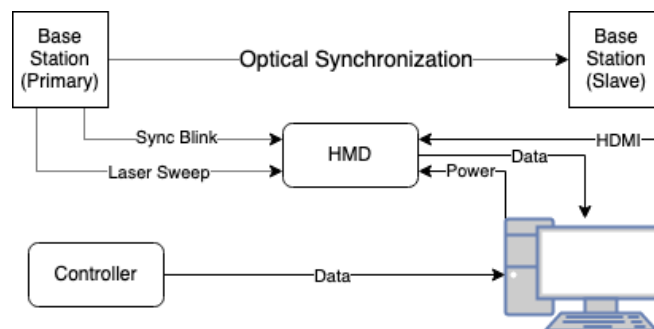 Base
Station
(Primary)
Optical Synchronization
Base
Station
(Slave)
Sync Blink
HMD
HDMI
Data
Laser Sweep
Power
Controller
Data